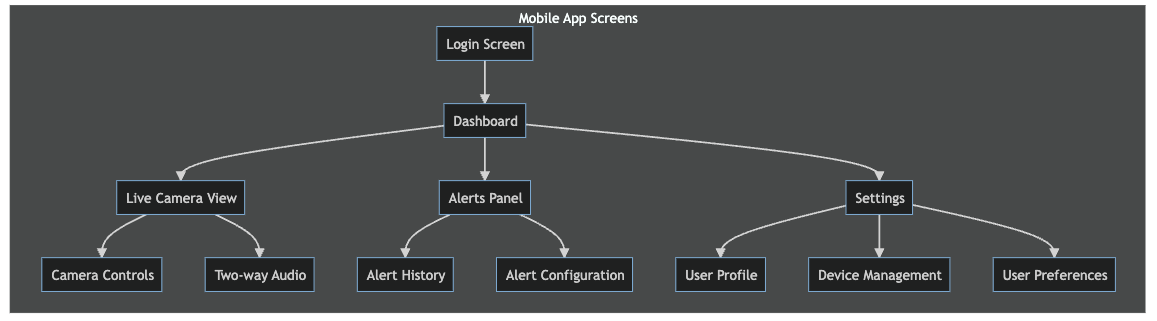 Mobile App Screens
Login Screen
Dashboard
Live Camera View
Alerts Panel
Settings
Camera Controls
Two-way Audio
Alert History
Alert Configuration
User Profile
Device Management
User Preferences